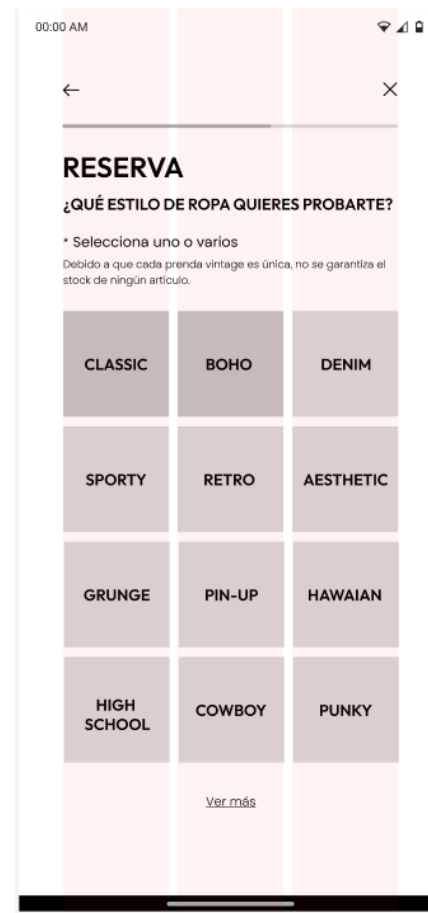 00:00 AM
RESERVA
¿QUÉ ESTILO DE ROPA QUIERES PROBARTE?
* Selecciona uno o varios
Debido a que cada prenda vintage es única, no se garantiza el
stock de ningún artículo.
CLASSIC
BOHO
DENIM
SPORTY
RETRO
AESTHETIC
GRUNGE
PIN-UP
HAWAIAN
HIGH
SCHOOL
COWBOY
PUNKY
Ver más